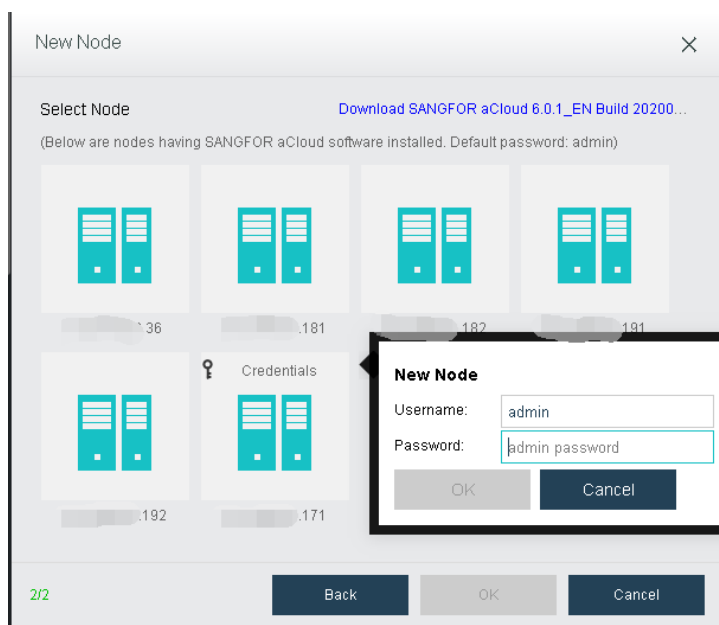 New Node
Select Node
Download SANGFOR aCloud 6.0.1_EN Build 20200...
(Below are nodes having SANGFOR aCloud software installed. Default password: admin)
.36
.181
.182
.191
Credentials
New Node
Username:
admin
Password:
admin password
OK
Cancel
.192
.171
2/2
Back
OK
Cancel